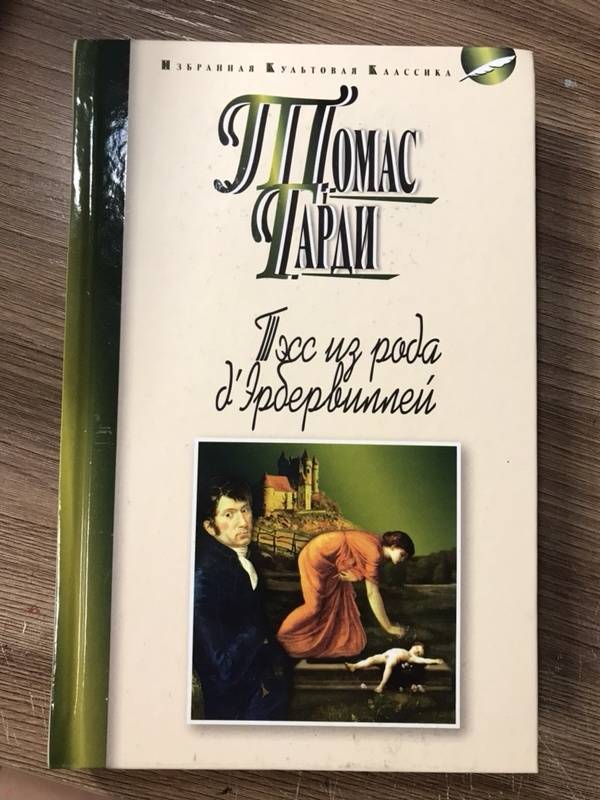 Избранная Культовая Классика
Томас
Гарди
Тэсс из рода
д'Эрбервиллей